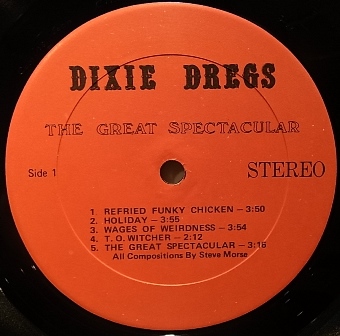 DIXIE DREGS
THE GREAT SPECTACULAR
Side 1 STEREO
1 REFRIED FUNKY CHICKEN – 3:50
2. HOLIDAY – 3:55
3. WAGES OF WEIRDNESS – 3:54
4. T. O. WITCHER – 2:12
5. THE GREAT SPECTACULAR – 3:16
All Compositions By Steve Morse